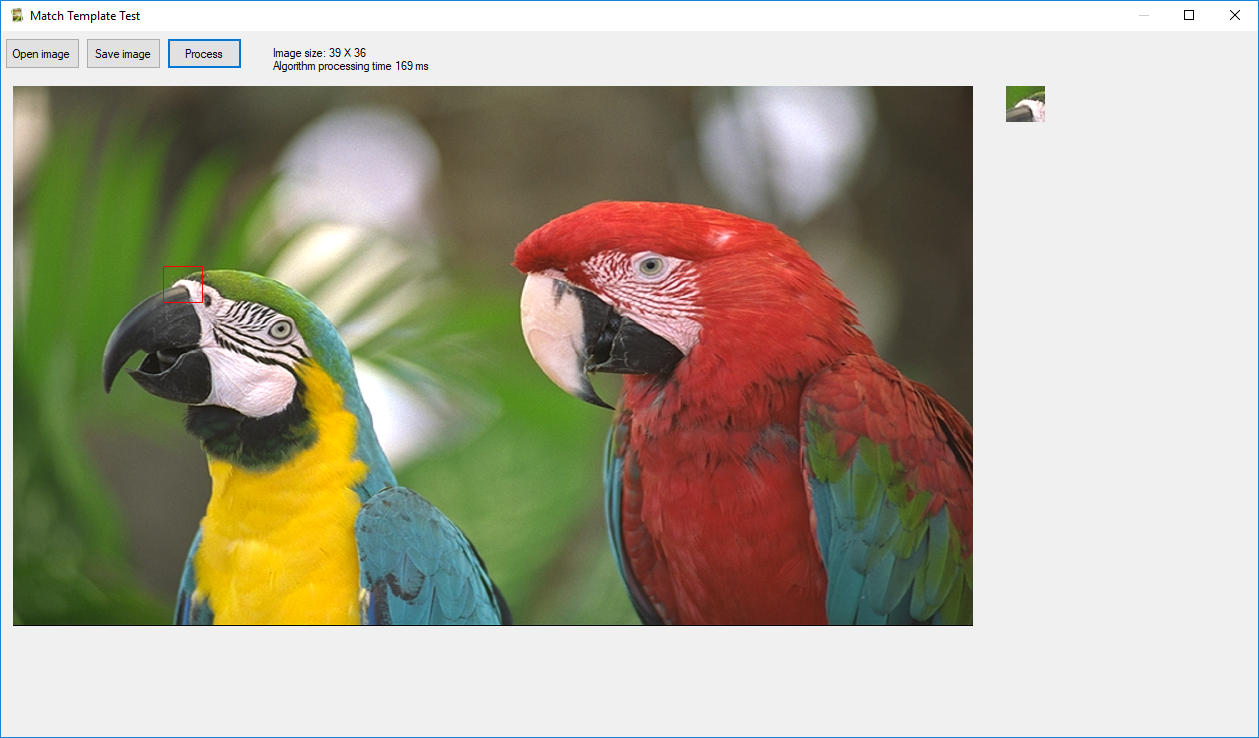 Match Template Test
Open image
Save image
Process
Image size: 39 X 36
Algorithm processing time 169 ms